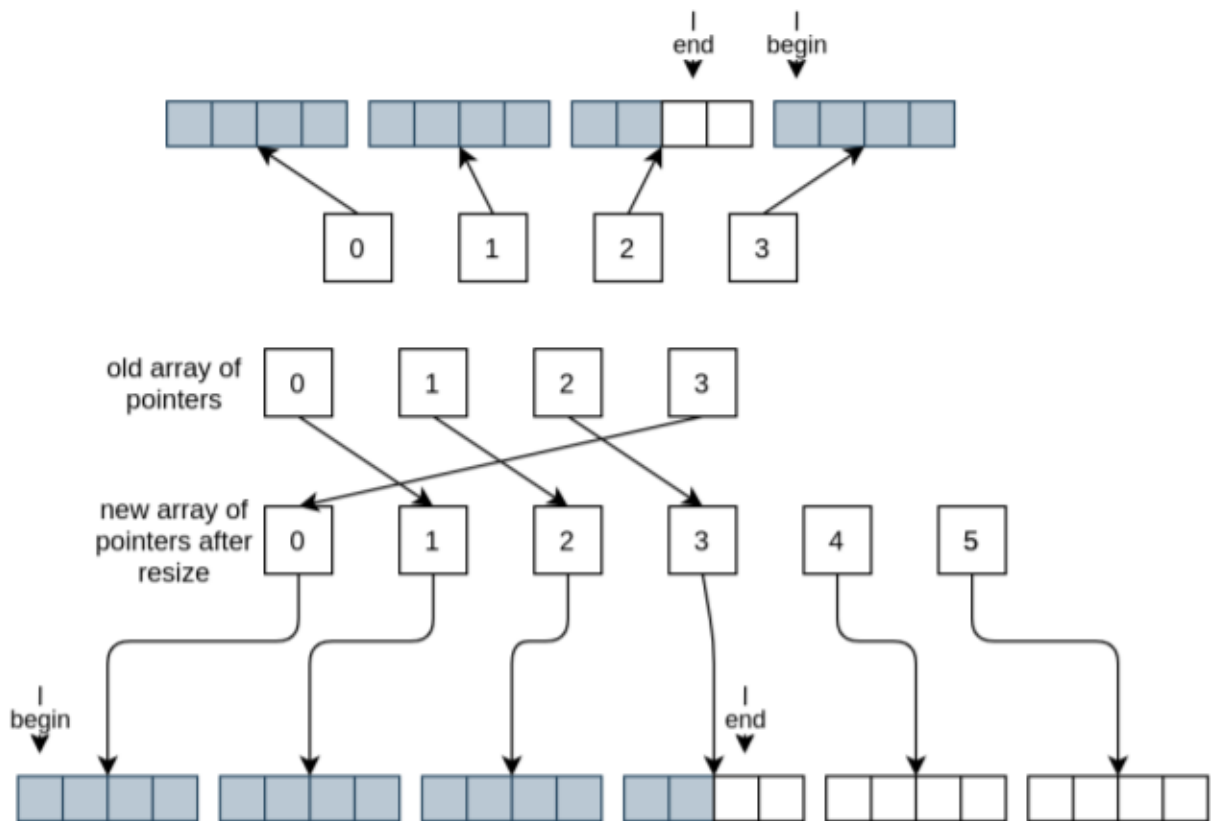 |
end
|
begin
0
1
2
3
old array of
pointers
0
1
2
3
new array of
pointers after
resize
0
1
2
3
4
5
|
begin
|
end